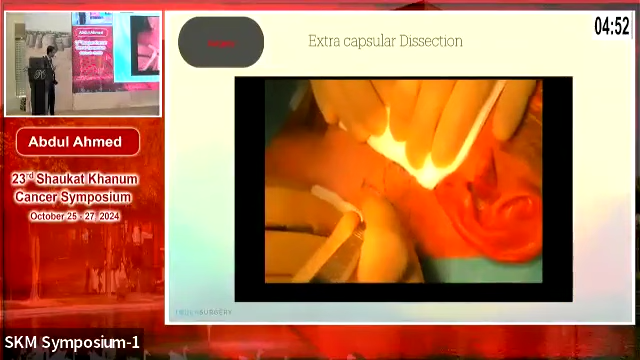 Extra capsular Dissection
04:52
Abdul Ahmed
23rd Shaukat Khanum
Cancer Symposium
October 25 - 27, 2024
SKM Symposium-1